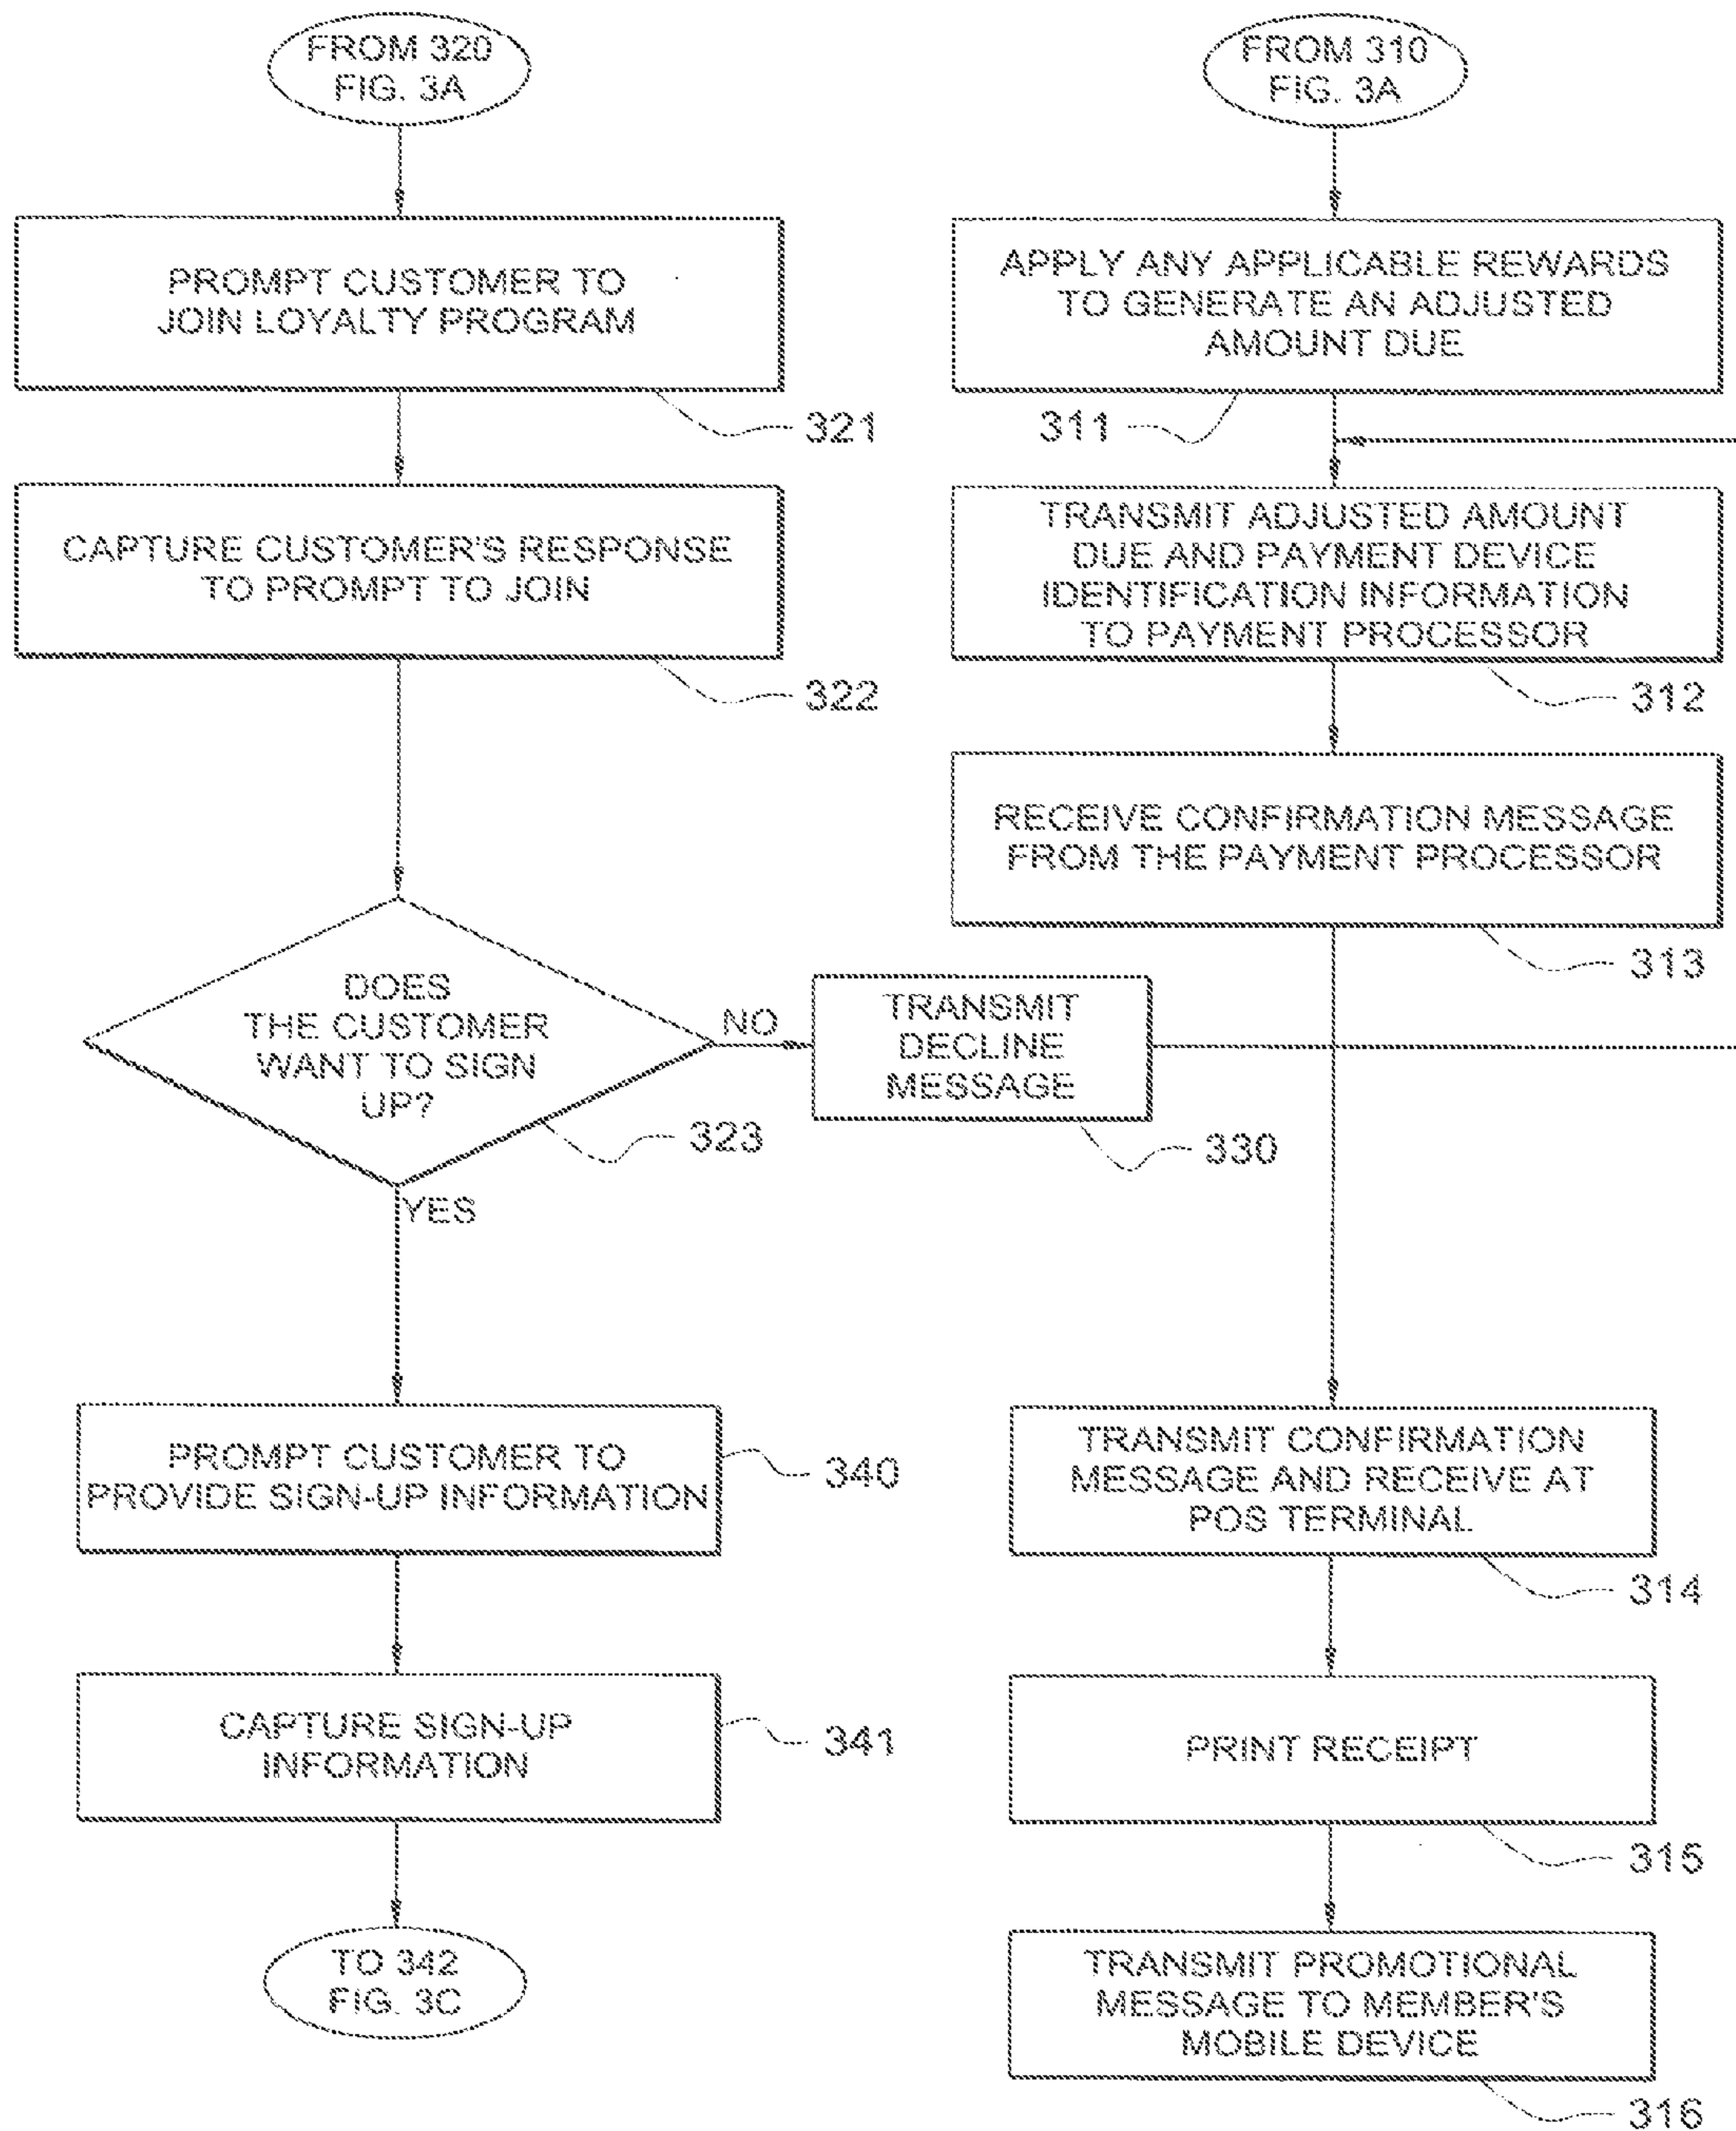 FROM 320
FIG. 3A
PROMPT CUSTOMER TO
JOIN LOYALTY PROGRAM
321
CAPTURE CUSTOMER'S RESPONSE
TO PROMPT TO JOIN
322
DOES
THE CUSTOMER
WANT TO SIGN
UP?
323
NO
TRANSMIT
DECLINE
MESSAGE
330
YES
PROMPT CUSTOMER TO
PROVIDE SIGN-UP INFORMATION
340
CAPTURE SIGN-UP
INFORMATION
341
TO 342
FIG. 3C
FROM 310
FIG. 3A
APPLY ANY APPLICABLE REWARDS
TO GENERATE AN ADJUSTED
AMOUNT DUE
311
TRANSMIT ADJUSTED AMOUNT
DUE AND PAYMENT DEVICE
IDENTIFICATION INFORMATION
TO PAYMENT PROCESSOR
312
RECEIVE CONFIRMATION MESSAGE
FROM THE PAYMENT PROCESSOR
313
TRANSMIT CONFIRMATION
MESSAGE AND RECEIVE AT
POS TERMINAL
314
PRINT RECEIPT
315
TRANSMIT PROMOTIONAL
MESSAGE TO MEMBER'S
MOBILE DEVICE
316